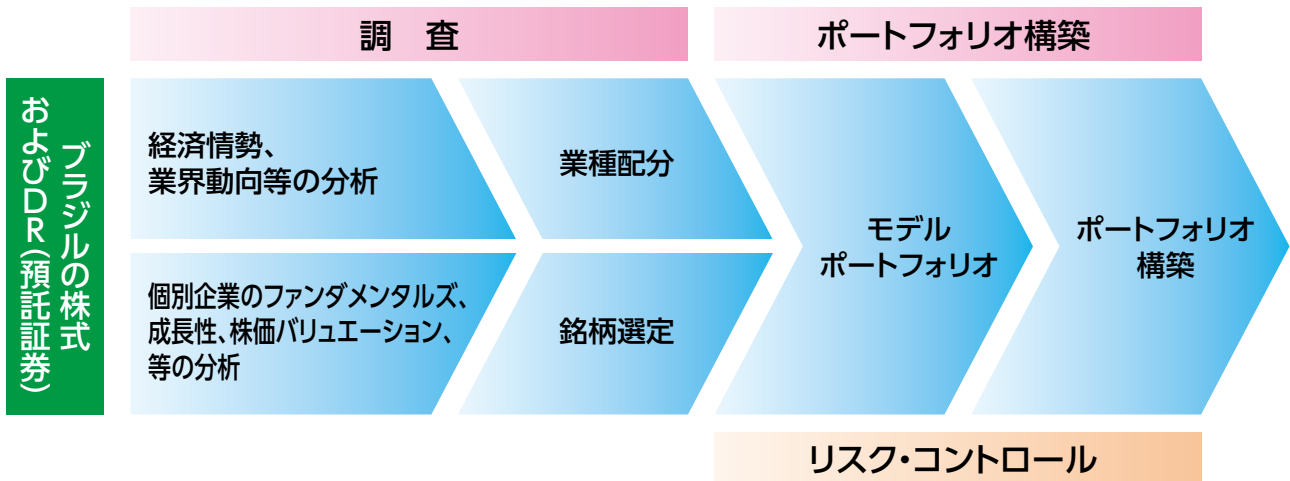 調　査
ポートフォリオ構築
ブラジルの株式
およびDR(預託証券)
経済情勢、
業界動向等の分析
業種配分
個別企業のファンダメンタルズ、
成長性、株価バリュエーション、
等の分析
銘柄選定
モデル
ポートフォリオ
ポートフォリオ
構築
リスク・コントロール